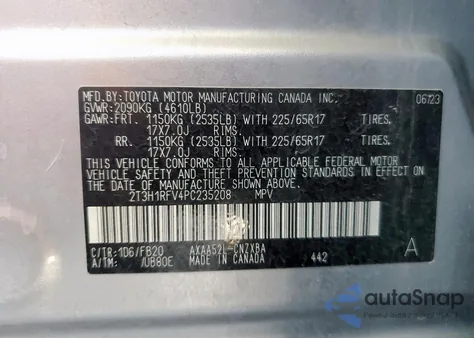 MFD.BY:TOYOTA MOTOR MANUFACTURING CANADA INC. 06/23
GVWR:2090KG (4610LB)
GAWR:FRT. 1150KG (2535LB) WITH 225/65R17 TIRES,
17X7.0J RIMS.
RR. 1150KG (2535LB) WITH 225/65R17 TIRES,
17X7.0J RIMS.
THIS VEHICLE CONFORMS TO ALL APPLICABLE FEDERAL MOTOR
VEHICLE SAFETY AND THEFT PREVENTION STANDARDS IN EFFECT
ON THE DATE OF MANUFACTURE SHOWN ABOVE.
2T3H1RFV4PC235208 MPV
C/TR:1D6/FB20 AXAA52L-CNZXBA A
A/TM: /UB80E MADE IN CANADA 442
autoSnap